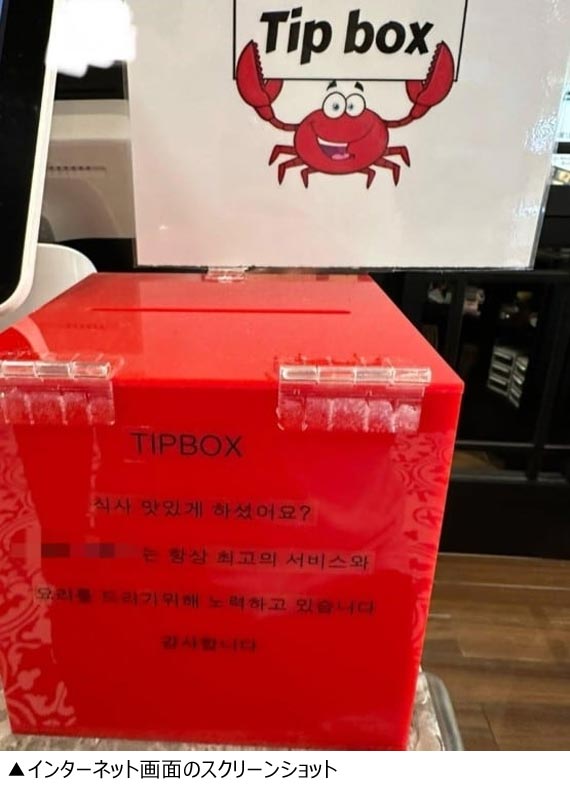 Tip box
TIPBOX
식사 맛있게 하셨어요?
는 항상 최고의 서비스와
요리를 드리기위해 노력하고 있습니다
감사합니다
▲インターネット画面のスクリーンショット